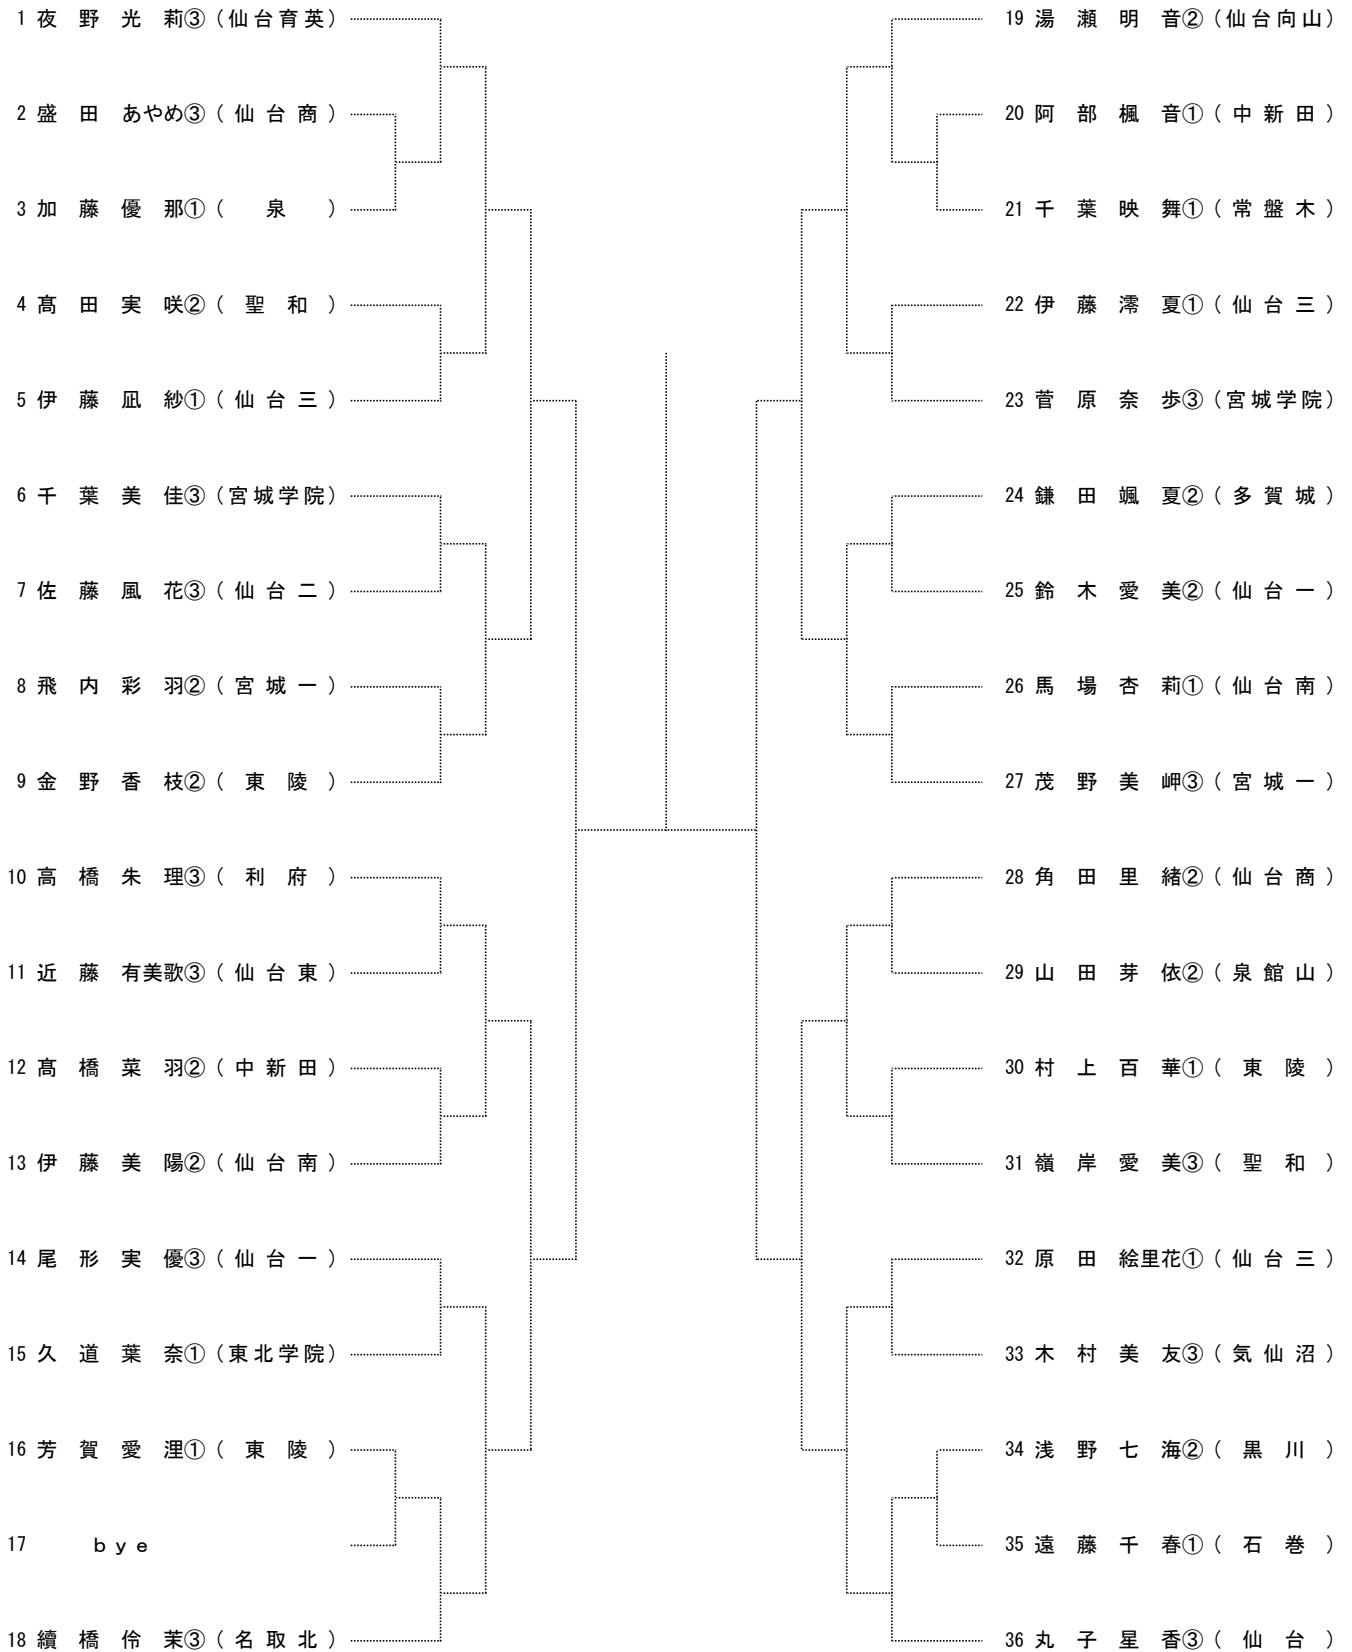 1 夜 野 光 莉③ (仙台育英)
2 盛 田 あやめ③ (仙台商)
3 加 藤 優 那① (泉)
4 髙 田 実 咲② (聖和)
5 伊 藤 凪 紗① (仙台三)
6 千 葉 美 佳③ (宮城学院)
7 佐 藤 風 花③ (仙台二)
8 飛 内 彩 羽② (宮城一)
9 金 野 香 枝② (東陵)
10 高 橋 朱 理③ (利府)
11 近 藤 有美歌③ (仙台東)
12 髙 橋 菜 羽② (中新田)
13 伊 藤 美 陽② (仙台南)
14 尾 形 実 優③ (仙台一)
15 久 道 葉 奈① (東北学院)
16 芳 賀 愛 浬① (東陵)
17 bye
18 續 橋 伶 茉③ (名取北)
19 湯 瀬 明 音② (仙台向山)
20 阿 部 楓 音① (中新田)
21 千 葉 映 舞① (常盤木)
22 伊 藤 澪 夏① (仙台三)
23 菅 原 奈 歩③ (宮城学院)
24 鎌 田 颯 夏② (多賀城)
25 鈴 木 愛 美② (仙台一)
26 馬 場 杏 莉① (仙台南)
27 茂 野 美 岬③ (宮城一)
28 角 田 里 緒② (仙台商)
29 山 田 芽 依② (泉館山)
30 村 上 百 華① (東陵)
31 嶺 岸 愛 美③ (聖和)
32 原 田 絵里花① (仙台三)
33 木 村 美 友③ (気仙沼)
34 浅 野 七 海② (黒川)
35 遠 藤 千 春① (石巻)
36 丸 子 星 香③ (仙台)